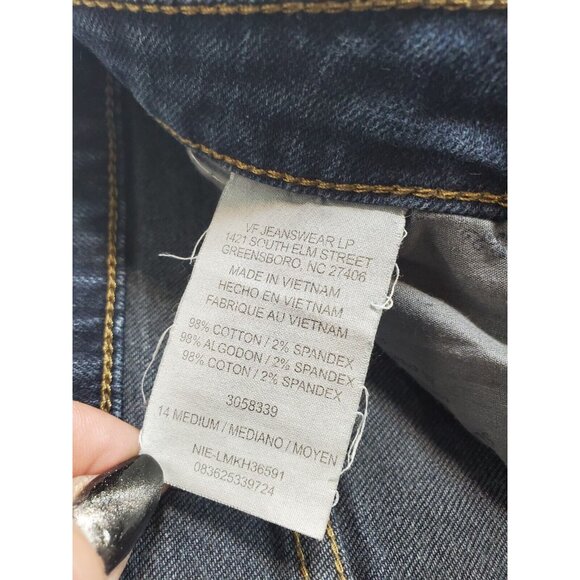 VF JEANSWEAR LP
1421 SOUTH ELM STREET
GREENSBORO, NC 27406
MADE IN VIETNAM
HECHO EN VIETNAM
FABRIQUE AU VIETNAM
98% COTTON / 2% SPANDEX
98% ALGODON / 2% SPANDEX
98% COTON / 2% SPANDEX
3058339
14 MEDIUM / MEDIANO / MOYEN
NIE-LMKH36591
083625339724